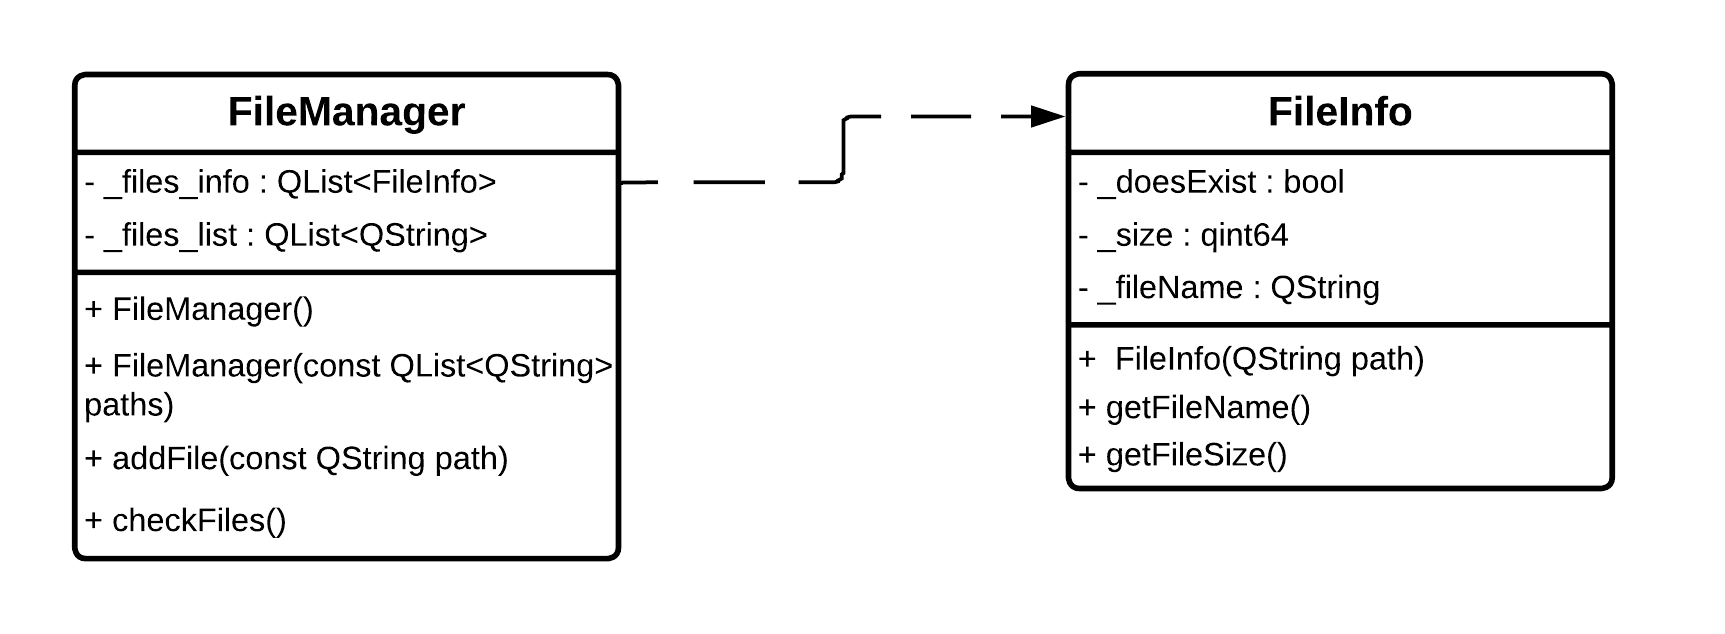 FileManager
- _files_info : QList<FileInfo>
- _files_list : QList<QString>
+ FileManager()
+ FileManager(const QList<QString>
paths)
+ addFile(const QString path)
+ checkFiles()
FileInfo
- _doesExist : bool
- _size : qint64
- _fileName : QString
+  FileInfo(QString path)
+ getFileName()
+ getFileSize()